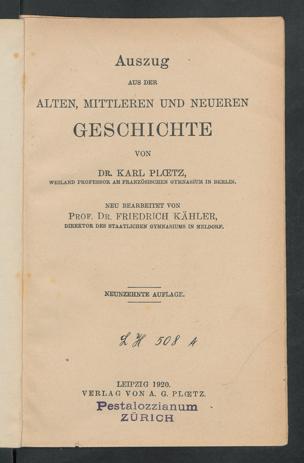 Auszug
AUS DER
ALTEN, MITTLEREN UND NEUEREN
GESCHICHTE
VON
DR. KARL PLŒTZ,
WEILAND PROFESSOR AM FRANZÖSISCHEN GYMNASIUM IN BERLIN.
NEU BEARBEITET VON
PROF. DR. FRIEDRICH KÄHLER,
DIREKTOR DES STAATLICHEN GYMNASIUMS IN MELDORF.
NEUNZEHNTE AUFLAGE.
LH 508 A
LEIPZIG 1920.
VERLAG VON A. G. PLŒTZ.
Pestalozzianum
ZÜRICH